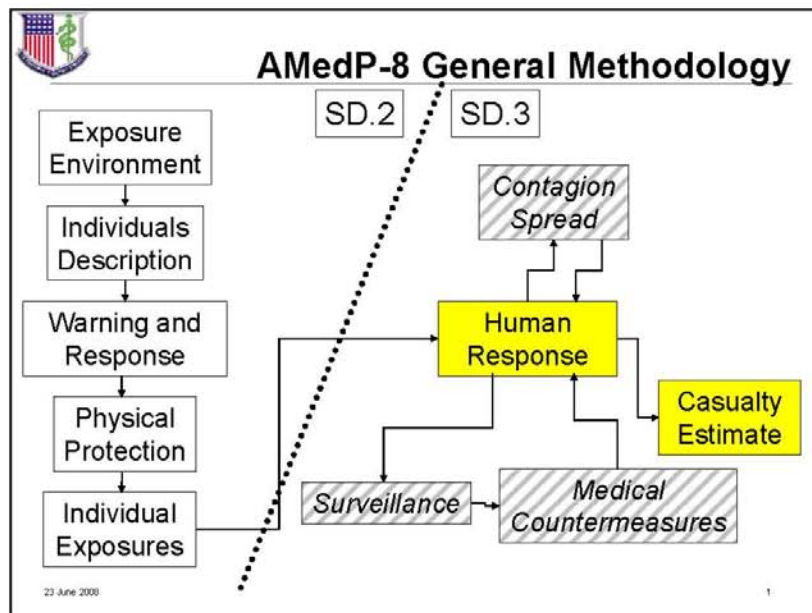 AMedP-8 General Methodology
SD.2
SD.3
Exposure
Environment
Individuals
Description
Warning and
Response
Physical
Protection
Individual
Exposures
Contagion
Spread
Human
Response
Casualty
Estimate
Surveillance
Medical
Countermeasures
23 June 2008
1